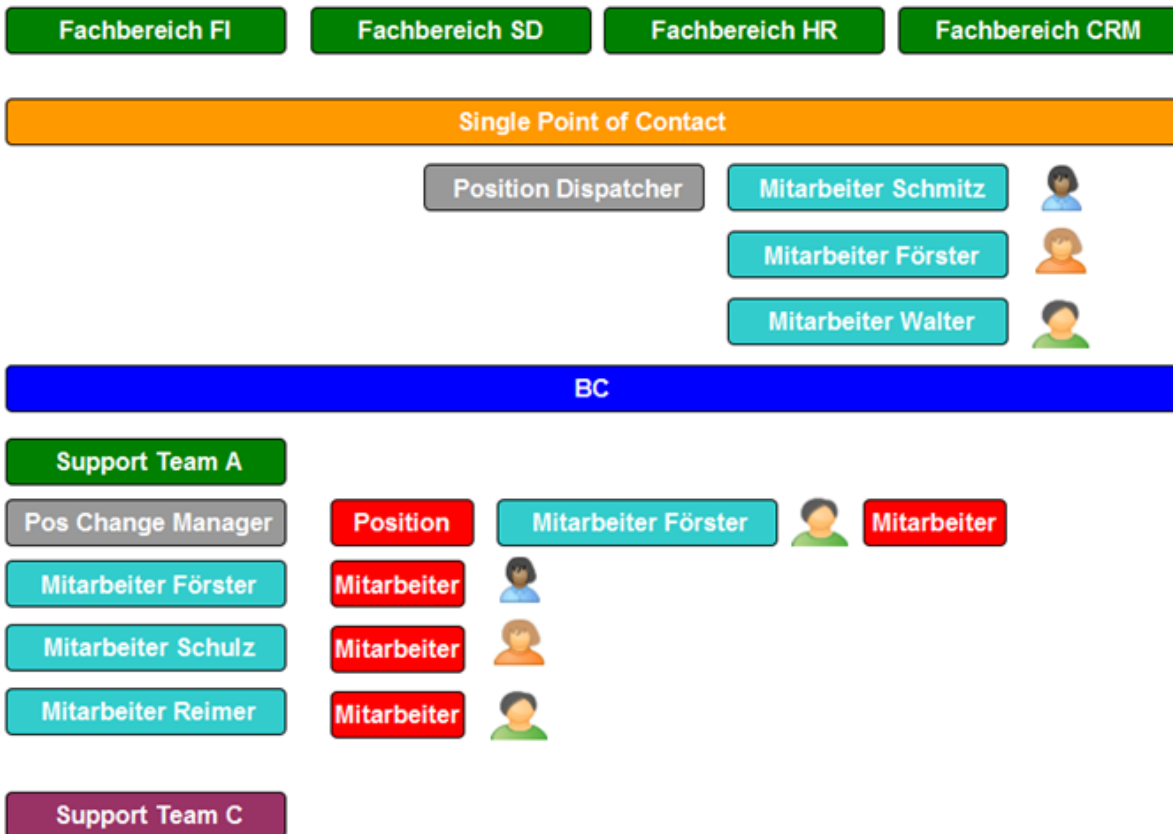 Fachbereich FI Fachbereich SD Fachbereich HR Fachbereich CRM
Single Point of Contact
Position Dispatcher Mitarbeiter Schmitz
Mitarbeiter Förster
Mitarbeiter Walter
BC
Support Team A
Pos Change Manager Position Mitarbeiter Förster Mitarbeiter
Mitarbeiter Förster Mitarbeiter
Mitarbeiter Schulz Mitarbeiter
Mitarbeiter Reimer Mitarbeiter
Support Team C